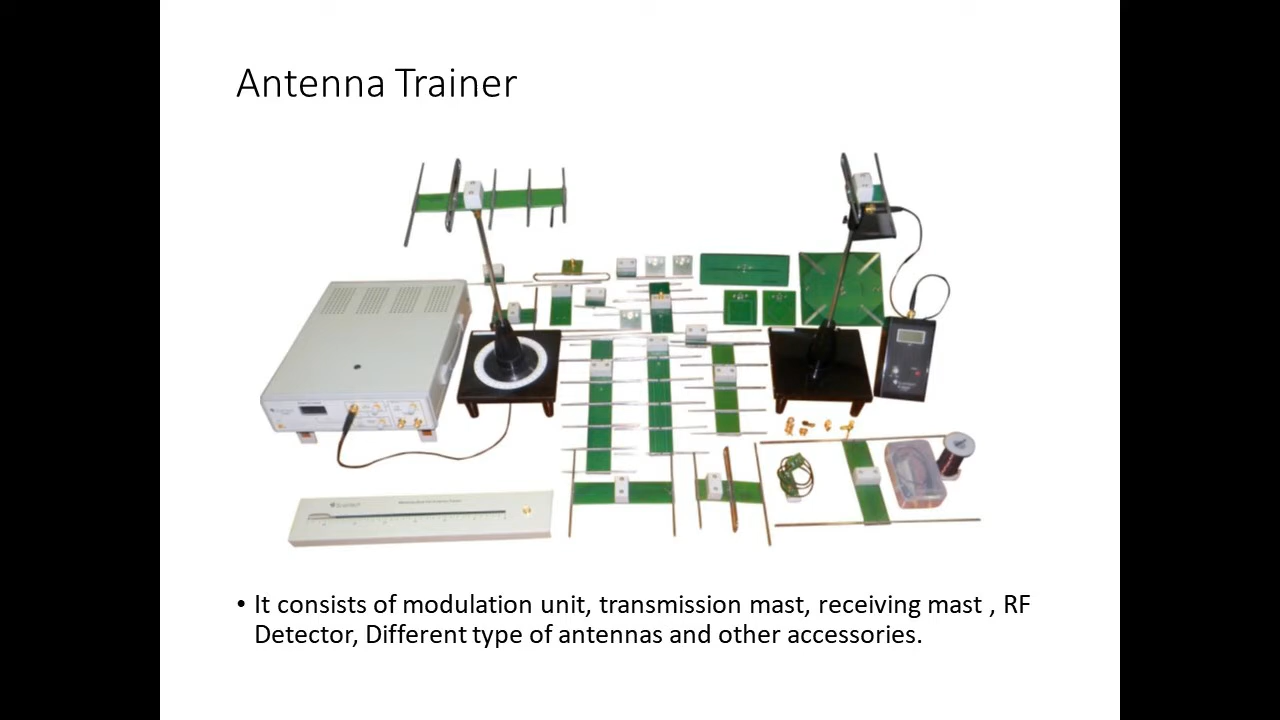 Antenna Trainer
• It consists of modulation unit, transmission mast, receiving mast , RF
Detector, Different type of antennas and other accessories.